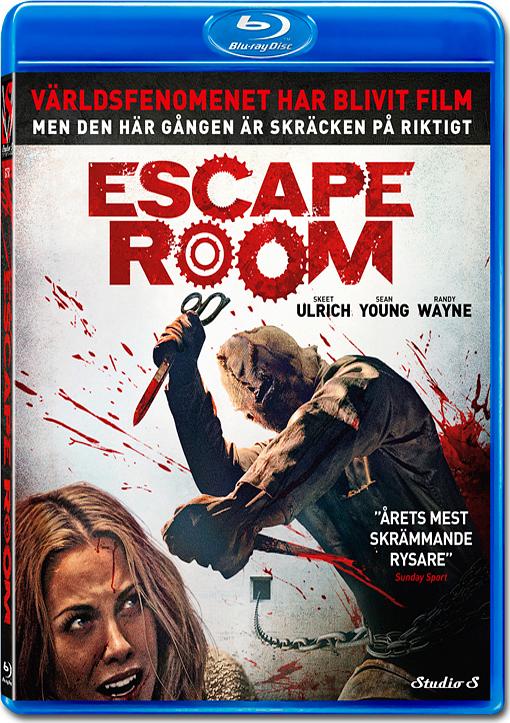 Blu-ray Disc
VÄRLDSFENOMENET HAR BLIVIT FILM
MEN DEN HÄR GÅNGEN ÄR SKRÄCKEN PÅ RIKTIGT
ESCAPE
ROOM
SKEET ULRICH SEAN YOUNG RANDY WAYNE
"ÅRETS MEST
SKRÄMMANDE
RYSARE"
Sunday Sport
Studio S
ESCAPE ROOM